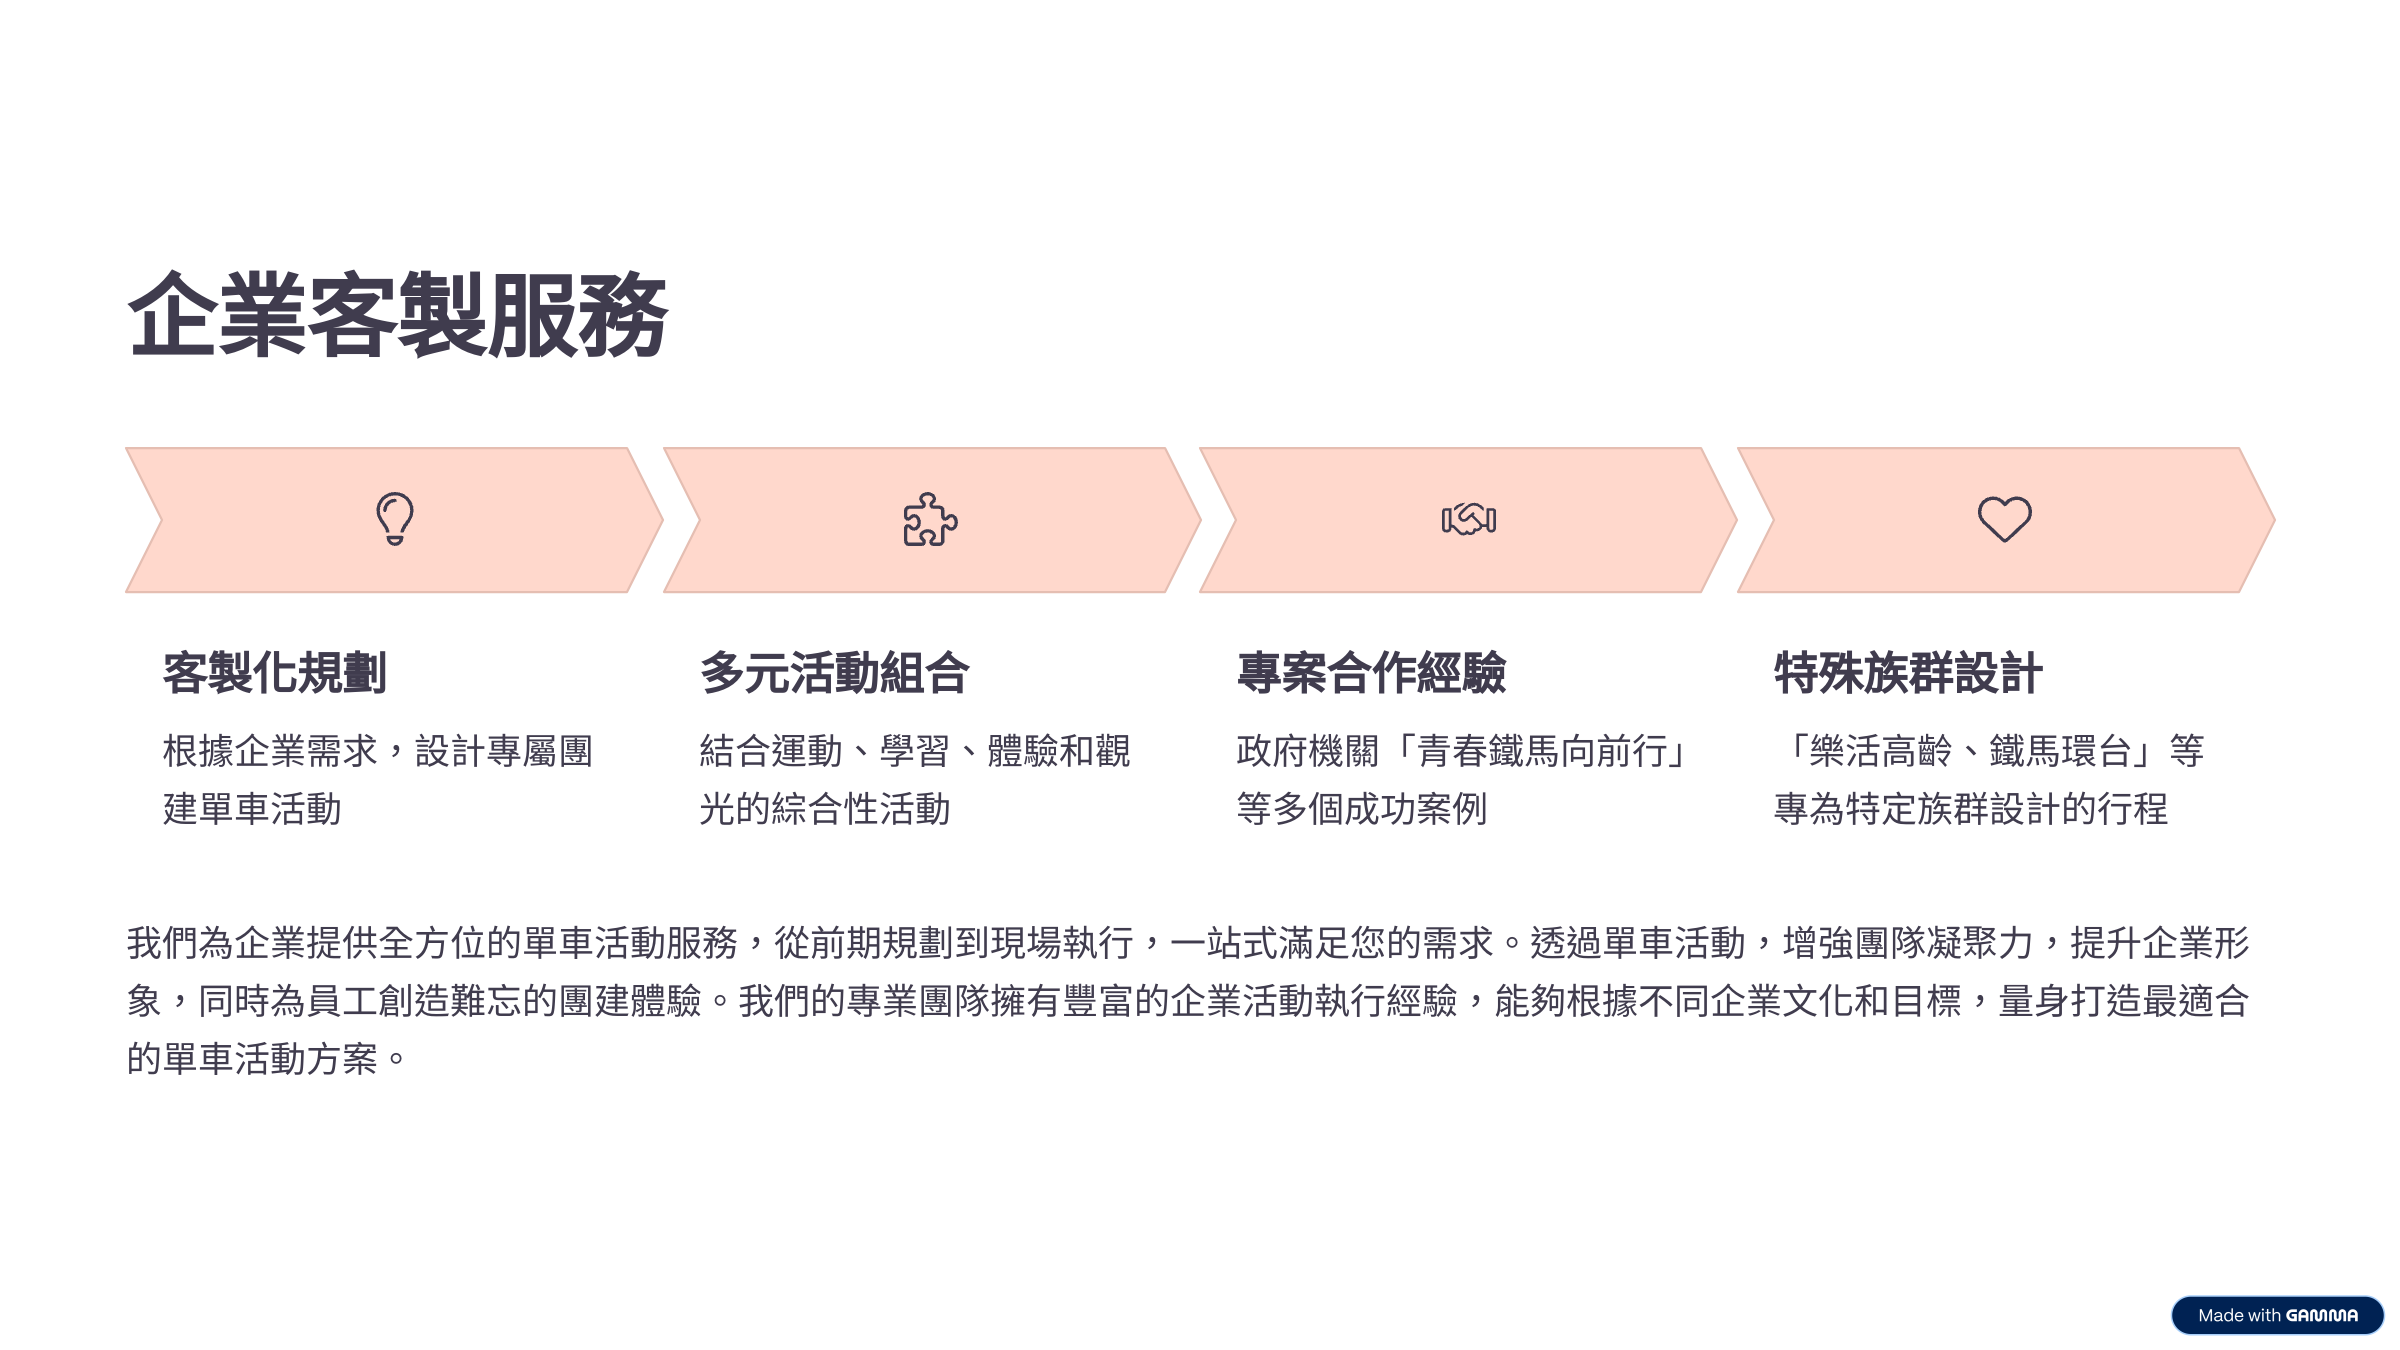 企業客製服務
客製化規劃
根據企業需求，設計專屬團
建單車活動
多元活動組合
結合運動、學習、體驗和觀
光的綜合性活動
專案合作經驗
政府機關「青春鐵馬向前行」
等多個成功案例
特殊族群設計
「樂活高齡、鐵馬環台」等
專為特定族群設計的行程
我們為企業提供全方位的單車活動服務，從前期規劃到現場執行，一站式滿足您的需求。透過單車活動，增強團隊凝聚力，提升企業形
象，同時為員工創造難忘的團建體驗。我們的專業團隊擁有豐富的企業活動執行經驗，能夠根據不同企業文化和目標，量身打造最適合
的單車活動方案。
Made with GAMMA